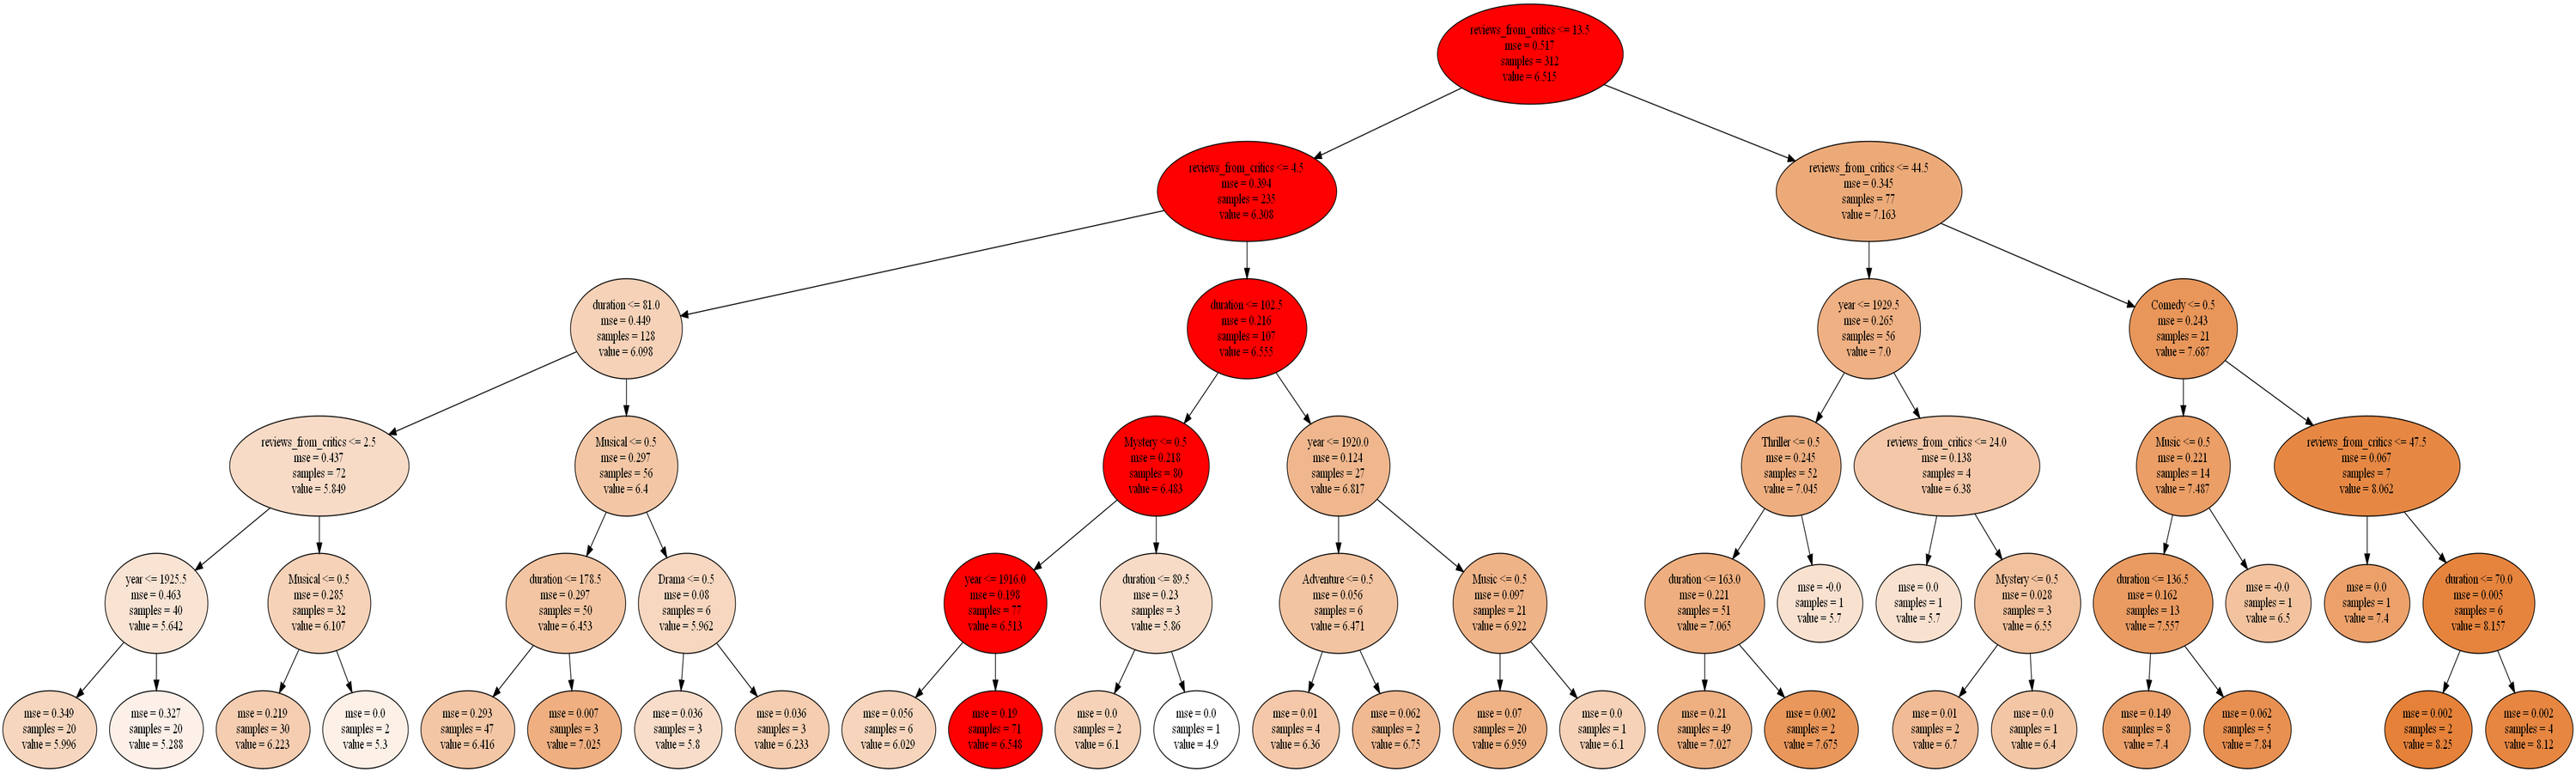 reviews_from_critics <= 13.5
mse = 0.517
samples = 312
value = 6.515
reviews_from_critics <= 4.5
mse = 0.394
samples = 235
value = 6.308
reviews_from_critics <= 44.5
mse = 0.345
samples = 77
value = 7.163
duration <= 81.0
mse = 0.449
samples = 128
value = 6.098
duration <= 102.5
mse = 0.216
samples = 107
value = 6.555
year <= 1929.5
mse = 0.265
samples = 56
value = 7.0
Comedy <= 0.5
mse = 0.243
samples = 21
value = 7.687
reviews_from_critics <= 2.5
mse = 0.437
samples = 72
value = 5.849
Musical <= 0.5
mse = 0.297
samples = 56
value = 6.4
Mystery <= 0.5
mse = 0.218
samples = 80
value = 6.483
year <= 1920.0
mse = 0.124
samples = 27
value = 6.817
Thriller <= 0.5
mse = 0.245
samples = 52
value = 7.045
reviews_from_critics <= 24.0
mse = 0.138
samples = 4
value = 6.38
Music <= 0.5
mse = 0.221
samples = 14
value = 7.487
reviews_from_critics <= 47.5
mse = 0.067
samples = 7
value = 8.062
year <= 1925.5
mse = 0.463
samples = 40
value = 5.642
Musical <= 0.5
mse = 0.285
samples = 32
value = 6.107
duration <= 178.5
mse = 0.297
samples = 50
value = 6.453
Drama <= 0.5
mse = 0.08
samples = 6
value = 5.962
year <= 1916.0
mse = 0.198
samples = 77
value = 6.513
duration <= 89.5
mse = 0.23
samples = 3
value = 5.86
Adventure <= 0.5
mse = 0.056
samples = 6
value = 6.471
Music <= 0.5
mse = 0.097
samples = 21
value = 6.922
duration <= 163.0
mse = 0.221
samples = 51
value = 7.065
mse = -0.0
samples = 1
value = 5.7
mse = 0.0
samples = 1
value = 5.7
Mystery <= 0.5
mse = 0.028
samples = 3
value = 6.55
duration <= 136.5
mse = 0.162
samples = 13
value = 7.557
mse = -0.0
samples = 1
value = 6.5
mse = 0.0
samples = 1
value = 7.4
duration <= 70.0
mse = 0.005
samples = 6
value = 8.157
mse = 0.349
samples = 20
value = 5.996
mse = 0.327
samples = 20
value = 5.288
mse = 0.219
samples = 30
value = 6.223
mse = 0.0
samples = 2
value = 5.3
mse = 0.293
samples = 47
value = 6.416
mse = 0.007
samples = 3
value = 7.025
mse = 0.036
samples = 3
value = 5.8
mse = 0.036
samples = 3
value = 6.233
mse = 0.056
samples = 6
value = 6.029
mse = 0.19
samples = 71
value = 6.548
mse = 0.0
samples = 2
value = 6.1
mse = 0.0
samples = 1
value = 4.9
mse = 0.01
samples = 4
value = 6.36
mse = 0.062
samples = 2
value = 6.75
mse = 0.07
samples = 20
value = 6.959
mse = 0.0
samples = 1
value = 6.1
mse = 0.21
samples = 49
value = 7.027
mse = 0.002
samples = 2
value = 7.675
mse = 0.01
samples = 2
value = 6.7
mse = 0.0
samples = 1
value = 6.4
mse = 0.149
samples = 8
value = 7.4
mse = 0.062
samples = 5
value = 7.84
mse = 0.002
samples = 2
value = 8.25
mse = 0.002
samples = 4
value = 8.12